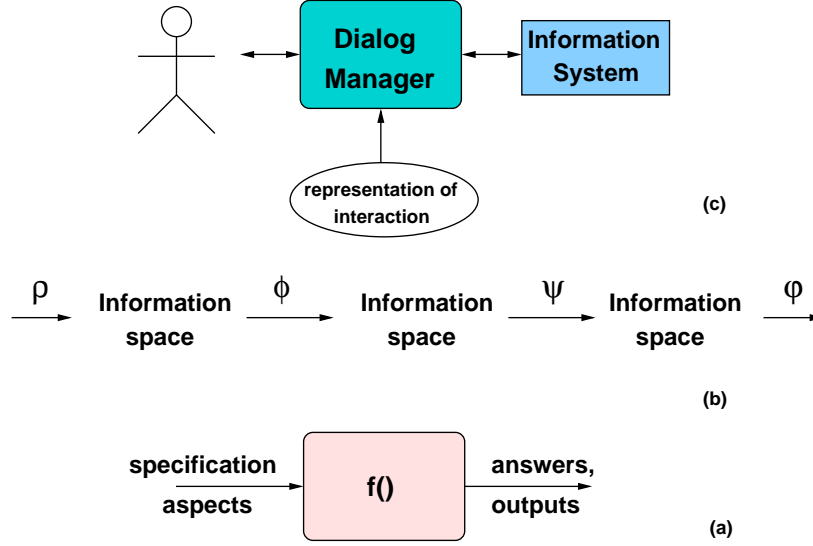 Dialog
Manager
Information
System
representation of
interaction
(c)
ρ
Information
space
ϕ
Information
space
ψ
Information
space
φ
(b)
specification
aspects
f()
answers,
outputs
(a)